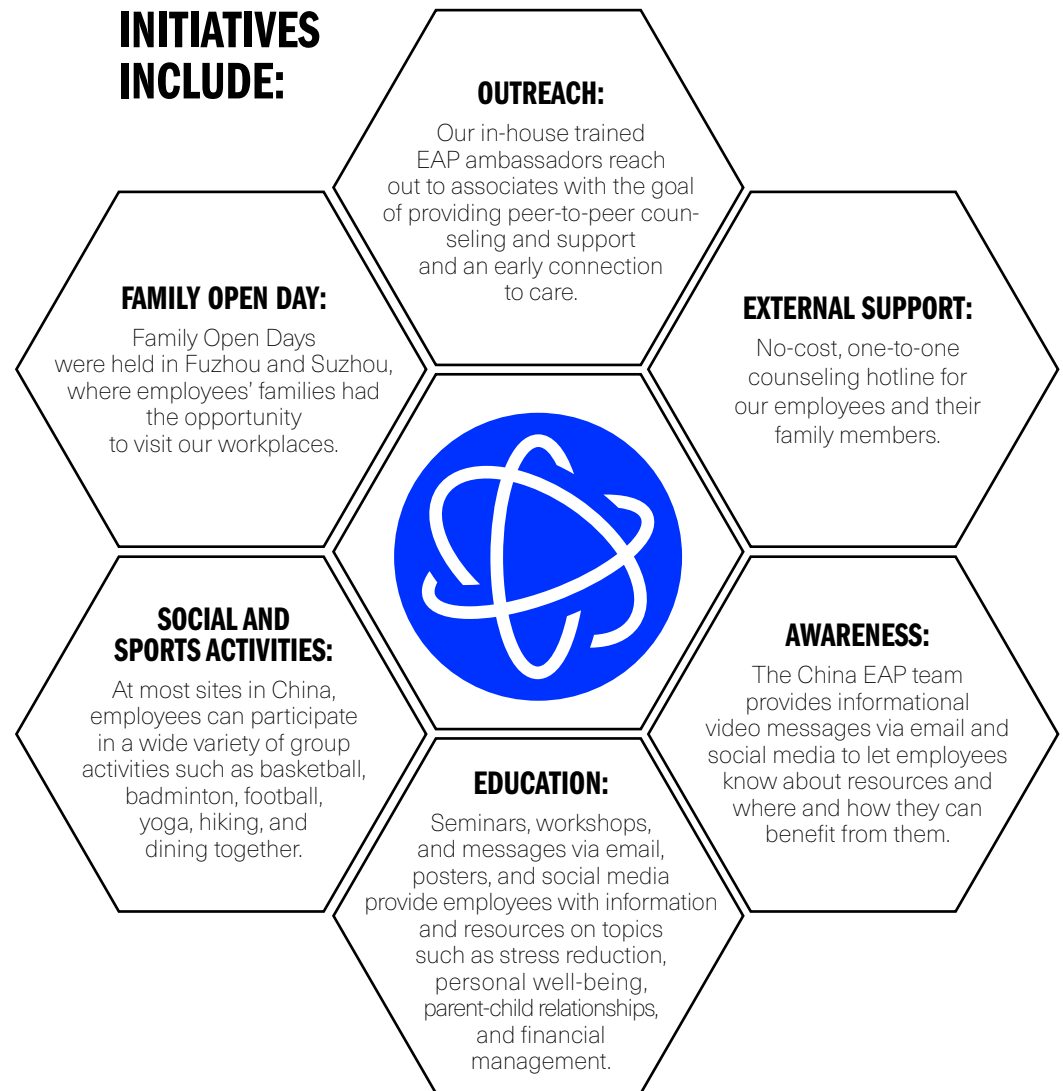 INITIATIVES
INCLUDE:
OUTREACH:
Our in-house trained
EAP ambassadors reach
out to associates with the goal
of providing peer-to-peer coun-
seling and support
and an early connection
to care.
FAMILY OPEN DAY:
Family Open Days
were held in Fuzhou and Suzhou,
where employees' families had
the opportunity
to visit our workplaces.
EXTERNAL SUPPORT:
No-cost, one-to-one
counseling hotline for
our employees and their
family members.
SOCIAL AND
SPORTS ACTIVITIES:
At most sites in China,
employees can participate
in a wide variety of group
activities such as basketball,
badminton, football,
yoga, hiking, and
dining together.
AWARENESS:
The China EAP team
provides informational
video messages via email and
social media to let employees
know about resources and
where and how they can
benefit from them.
EDUCATION:
Seminars, workshops,
and messages via email,
posters, and social media
provide employees with information
and resources on topics
such as stress reduction,
personal well-being,
parent-child relationships,
and financial
management.